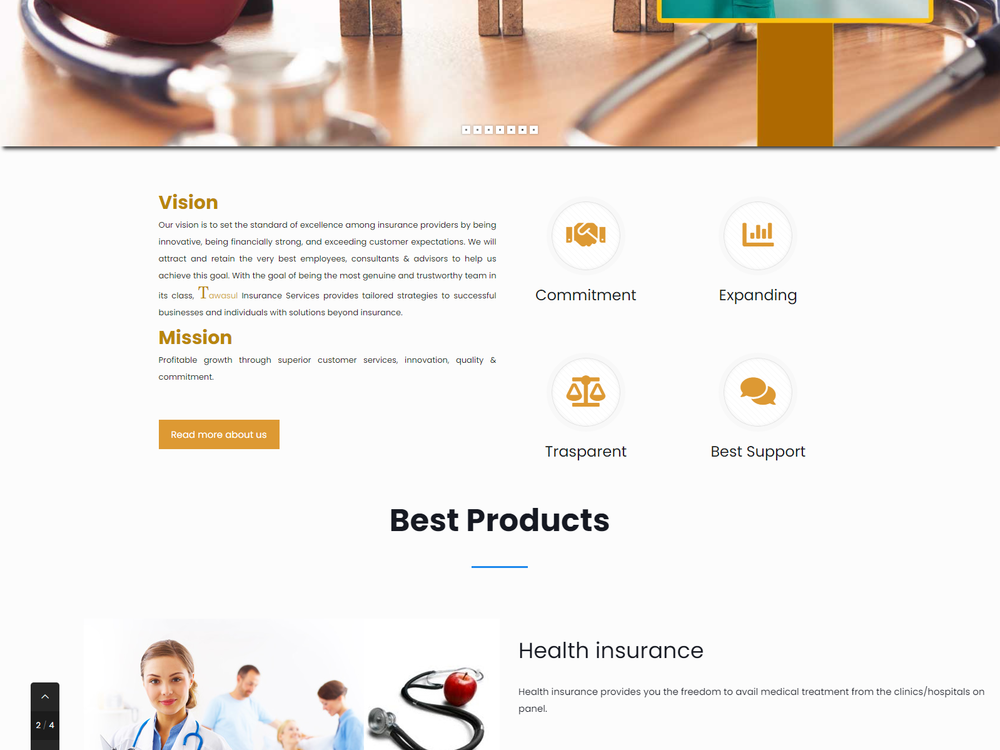 Vision
Our vision is to set the standard of excellence among insurance providers by being
innovative, being financially strong, and exceeding customer expectations. We will
attract and retain the very best employees, consultants & advisors to help us
achieve this goal. With the goal of being the most genuine and trustworthy team in
its class, Tawasul Insurance Services provides tailored strategies to successful
businesses and individuals with solutions beyond insurance.
Mission
Profitable growth through superior customer services, innovation, quality &
commitment.
Read more about us
Commitment
Expanding
Trasparent
Best Support
Best Products
Health insurance
Health insurance provides you the freedom to avail medical treatment from the clinics/hospitals on
panel.
2 / 4